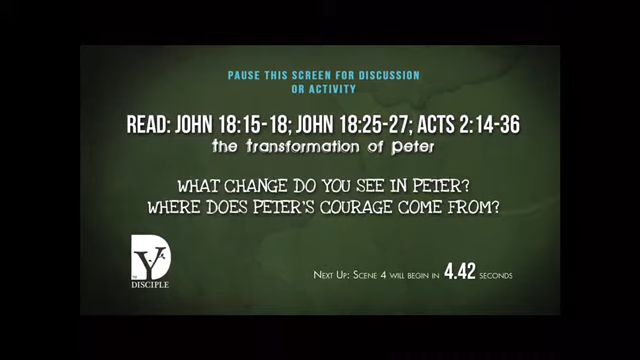 PAUSE THIS SCREEN FOR DISCUSSION
OR ACTIVITY
READ: JOHN 18:15-18; JOHN 18:25-27; ACTS 2:14-36
the transformation of peter
WHAT CHANGE DO YOU SEE IN PETER?
WHERE DOES PETER'S COURAGE COME FROM?
Y
DISCIPLE
NEXT UP: SCENE 4 WILL BEGIN IN 4.42 SECONDS